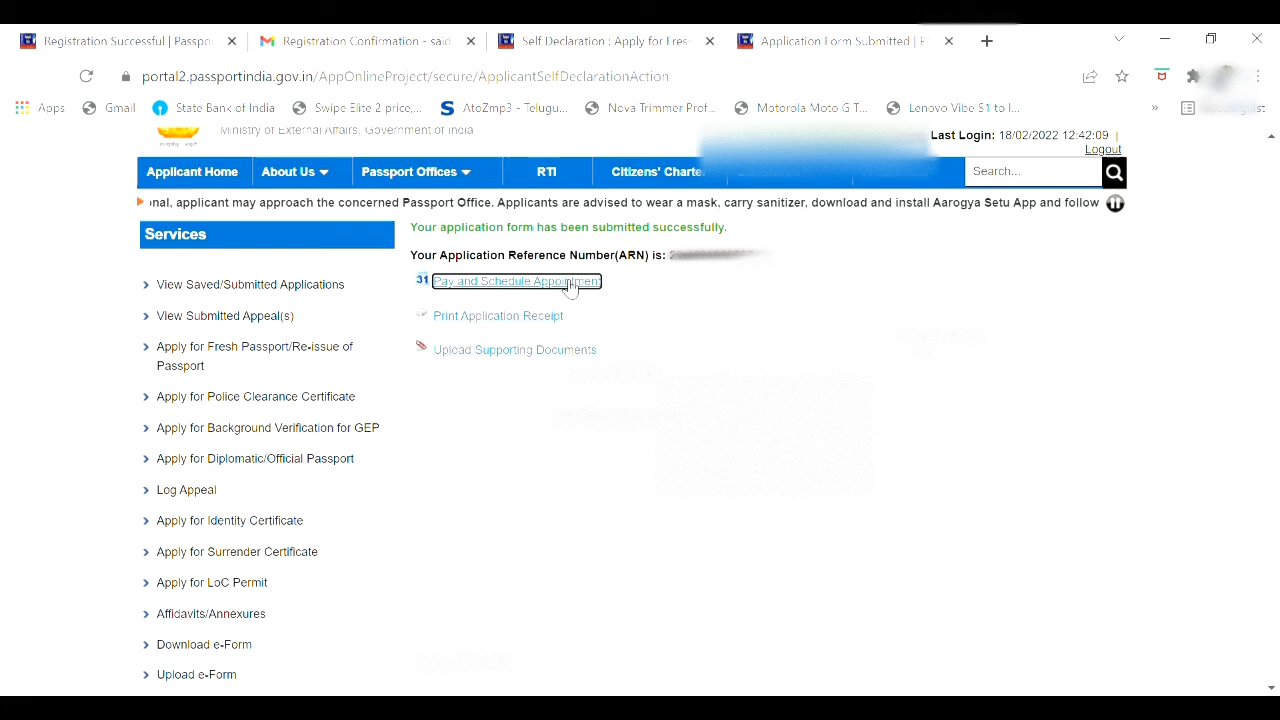 Registration Successful | Passpo
Registration Confirmation - said
Self Declaration : Apply for Fres
Application Form Submitted | P
portal2.passportindia.gov.in/AppOnlineProject/secure/ApplicantSelfDeclarationAction
Apps
Gmail
State Bank of India
Swipe Elite 2 price,...
AtoZmp3 - Telugu...
Nova Trimmer Prof...
Motorola Moto G T...
Lenovo Vibe S1 to I...
»
Ministry of External Affairs, Government of India
Last Login: 18/02/2022 12:42:09 |
Logout
Applicant Home
About Us
Passport Offices
RTI
Citizens' Charte
Search...
nal, applicant may approach the concerned Passport Office. Applicants are advised to wear a mask, carry sanitizer, download and install Aarogya Setu App and follow
Services
View Saved/Submitted Applications
View Submitted Appeal(s)
Apply for Fresh Passport/Re-issue of
Passport
Apply for Police Clearance Certificate
Apply for Background Verification for GEP
Apply for Diplomatic/Official Passport
Log Appeal
Apply for Identity Certificate
Apply for Surrender Certificate
Apply for LoC Permit
Affidavits/Annexures
Download e-Form
Upload e-Form
Your application form has been submitted successfully.
Your Application Reference Number(ARN) is:
31 Pay and Schedule Appointment
Print Application Receipt
Upload Supporting Documents